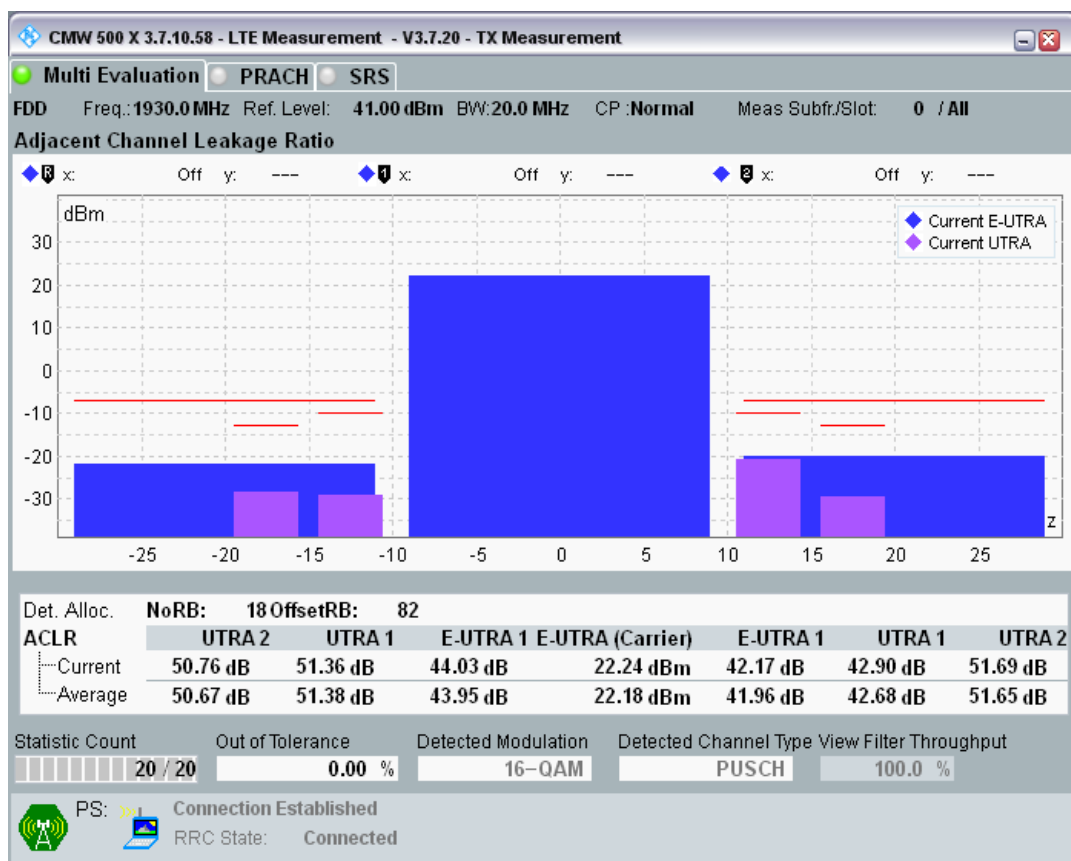 CMW 500 X 3.7.10.58 - LTE Measurement - V3.7.20 - TX Measurement
Multi Evaluation PRACH SRS
FDD Freq.: 1930.0 MHz Ref. Level: 41.00 dBm BW: 20.0 MHz CP : Normal Meas Subfr./Slot: 0 / All
Adjacent Channel Leakage Ratio
R x: Off y: --- 1 x: Off y: --- 2 x: Off y: ---
dBm
Current E-UTRA
Current UTRA
30
20
10
0
-10
-20
-30
z
-25 -20 -15 -10 -5 0 5 10 15 20 25
Det. Alloc. NoRB: 18 OffsetRB: 82
ACLR UTRA 2 UTRA 1 E-UTRA 1 E-UTRA (Carrier) E-UTRA 1 UTRA 1 UTRA 2
Current 50.76 dB 51.36 dB 44.03 dB 22.24 dBm 42.17 dB 42.90 dB 51.69 dB
Average 50.67 dB 51.38 dB 43.95 dB 22.18 dBm 41.96 dB 42.68 dB 51.65 dB
Statistic Count Out of Tolerance Detected Modulation Detected Channel Type View Filter Throughput
20 / 20 0.00 % 16-QAM PUSCH 100.0 %
PS: Connection Established
RRC State: Connected